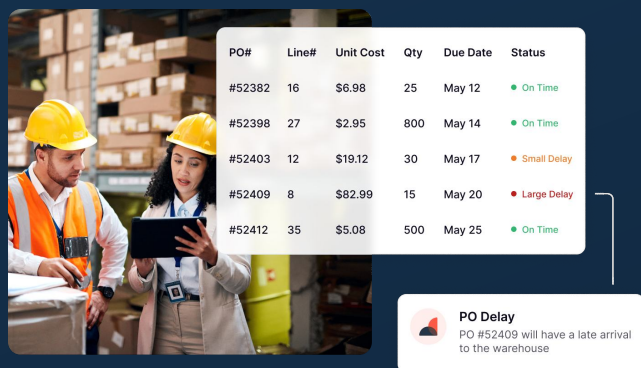 PO# Line# Unit Cost Qty Due Date Status
#52382 16 $6.98 25 May 12 On Time
#52398 27 $2.95 800 May 14 On Time
#52403 12 $19.12 30 May 17 Small Delay
#52409 8 $82.99 15 May 20 Large Delay
#52412 35 $5.08 500 May 25 On Time
PO Delay
PO #52409 will have a late arrival
to the warehouse